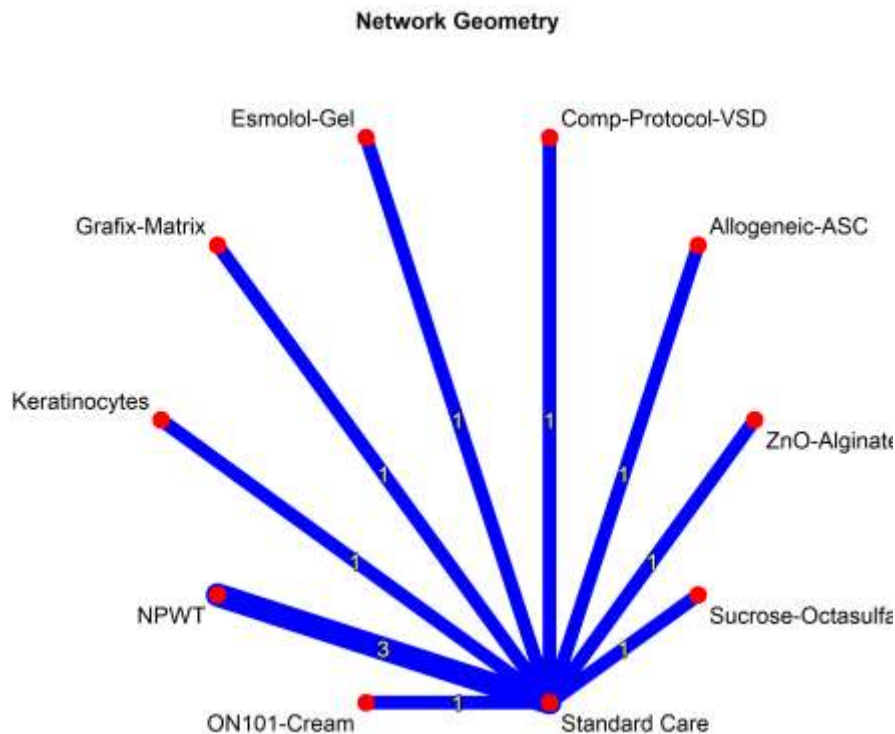 Network Geometry
Esmolol-Gel
Comp-Protocol-VSD
Grafix-Matrix
Allogeneic-ASC
Keratinocytes
1
1
ZnO-Alginate
1
1
1
1
NPWT
Sucrose-Octasulfa
3
1
ON101-Cream
1
Standard Care